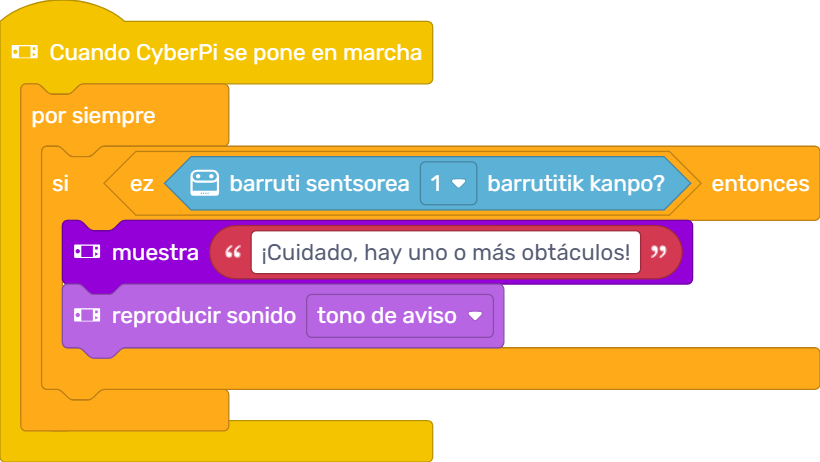 Cuando CyberPi se pone en marcha
por siempre
si ez barruti sentsorea 1 barrutitik kanpo? entonces
muestra “ ¡Cuidado, hay uno o más obtáculos! ”
reproducir sonido tono de aviso